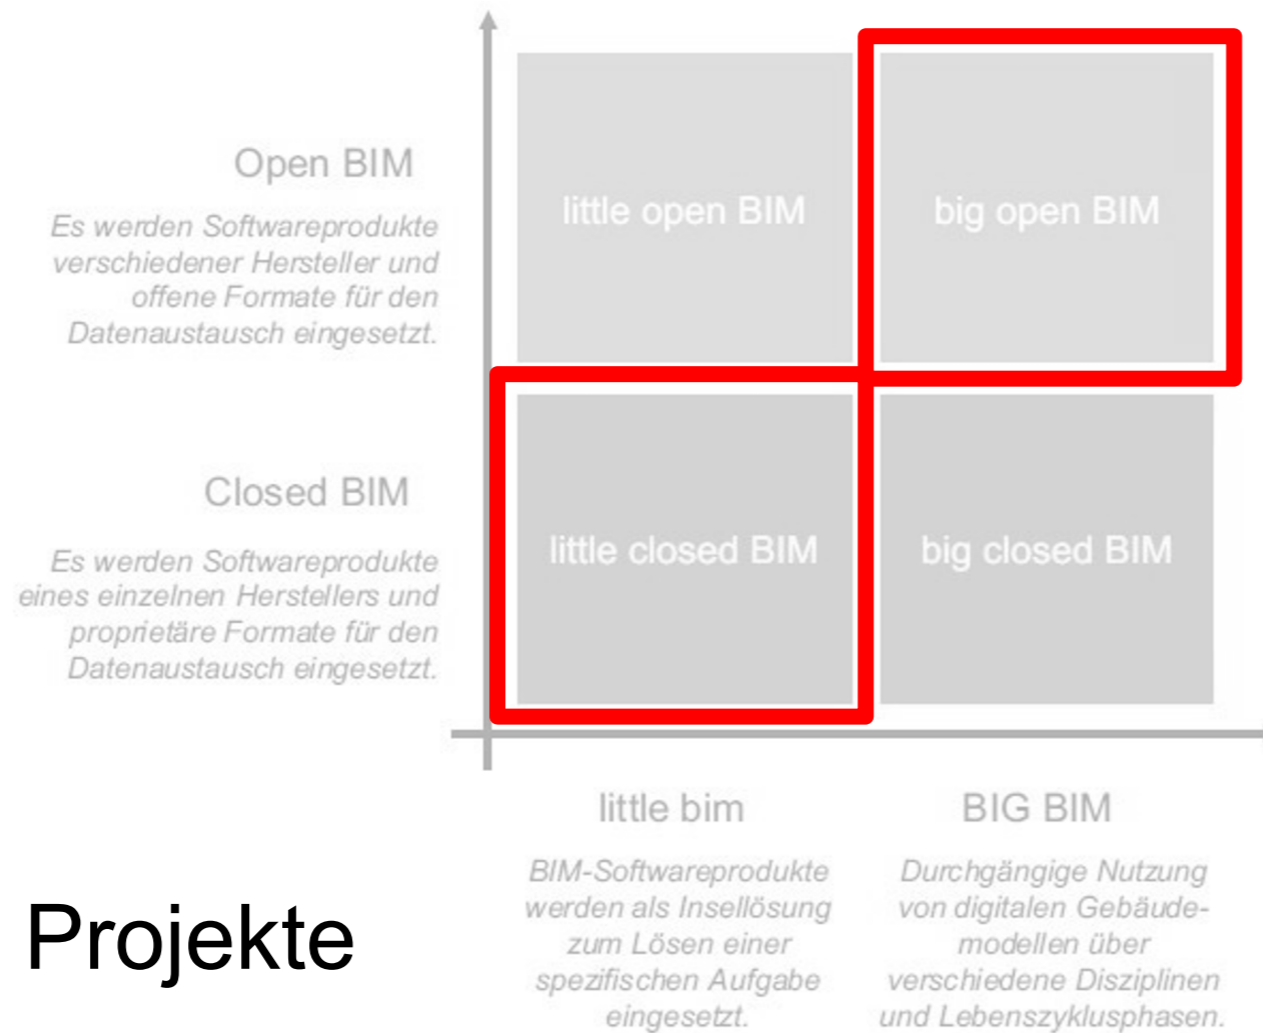 Open BIM
Es werden Softwareprodukte
verschiedener Hersteller und
offene Formate für den
Datenaustausch eingesetzt.
little open BIM
big open BIM
Closed BIM
Es werden Softwareprodukte
eines einzelnen Herstellers und
proprietäre Formate für den
Datenaustausch eingesetzt.
little closed BIM
big closed BIM
little bim
BIM-Softwareprodukte
werden als Insellösung
zum Lösen einer
spezifischen Aufgabe
eingesetzt.
BIG BIM
Durchgängige Nutzung
von digitalen Gebäude-
modellen über
verschiedene Disziplinen
und Lebenszyklusphasen.
Projekte